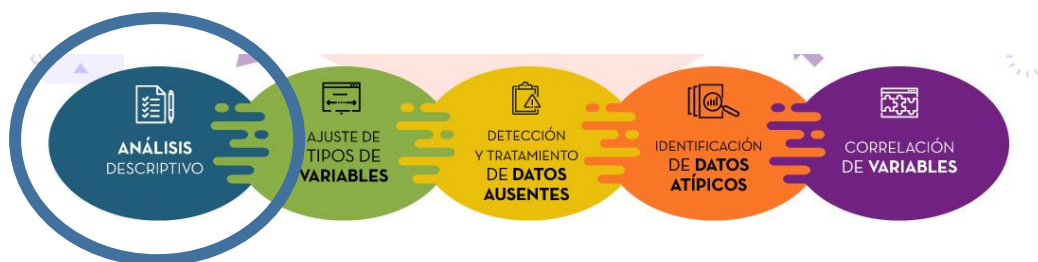 ANÁLISIS
DESCRIPTIVO
AJUSTE DE
TIPOS DE
VARIABLES
DETECCIÓN
Y TRATAMIENTO
DE DATOS
AUSENTES
IDENTIFICACIÓN
DE DATOS
ATÍPICOS
CORRELACIÓN
DE VARIABLES